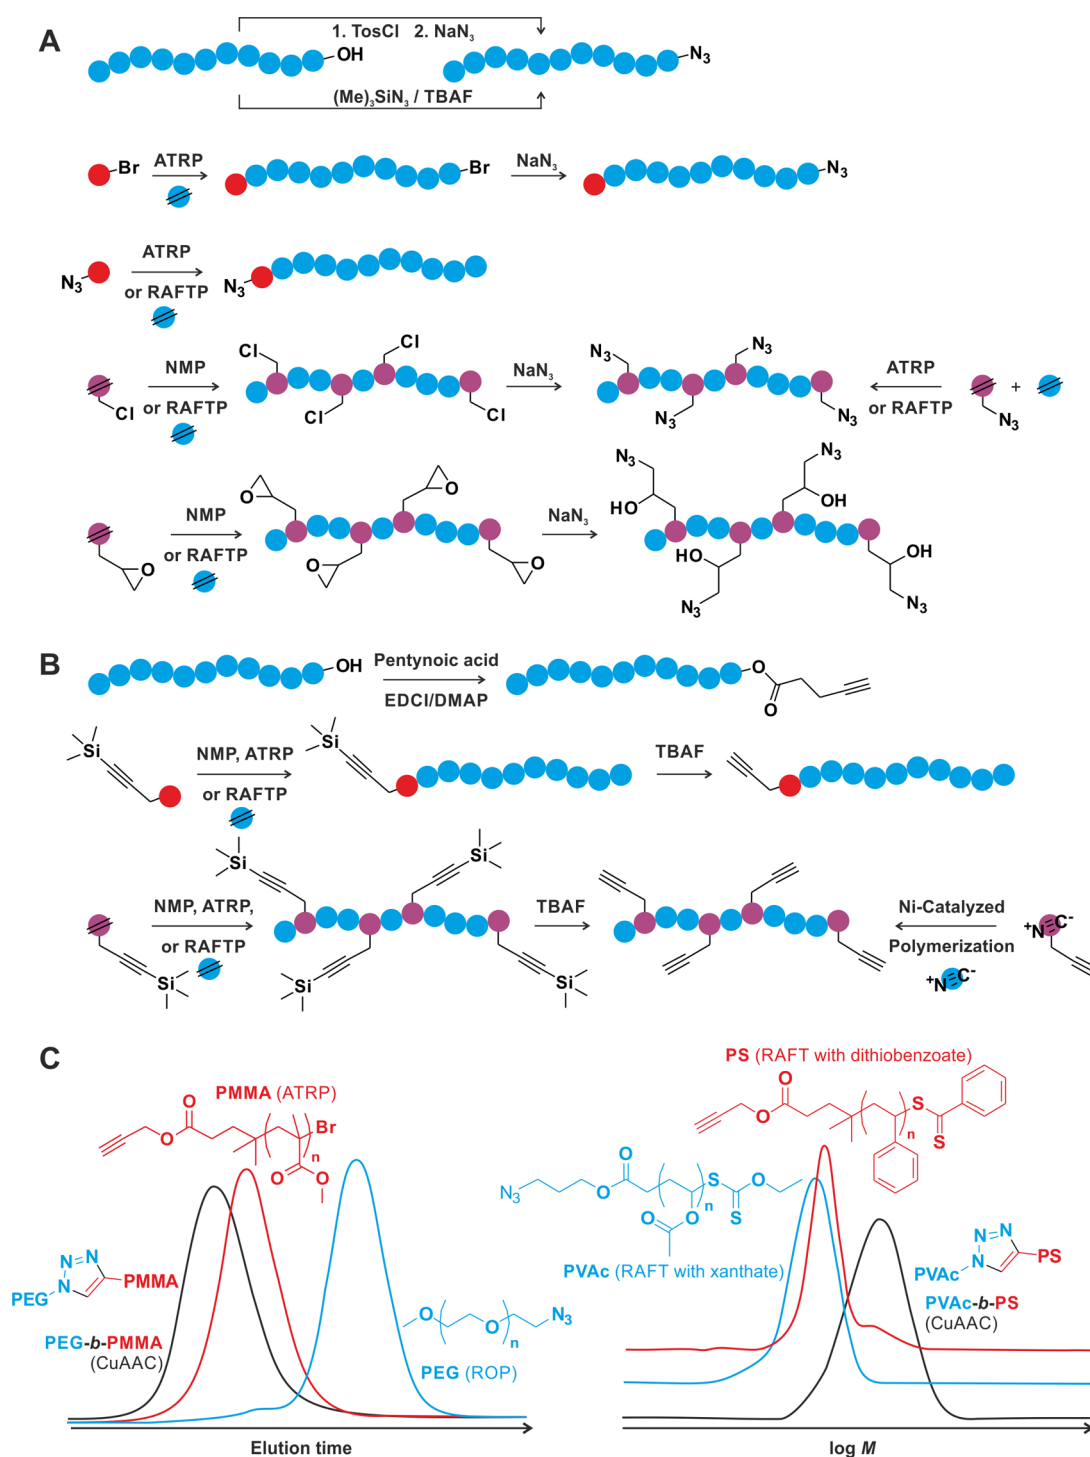 A
1. TosCl 2. NaN3
OH
N3
(Me)3SiN3 / TBAF
Br
ATRP
Br
NaN3
N3
N3
ATRP
or RAFTP
N3
Cl
NMP
or RAFTP
Cl
Cl
Cl
Cl
NaN3
N3
N3
N3
N3
ATRP
or RAFTP
+
N3
O
NMP
or RAFTP
O
O
O
O
NaN3
N3
HO
N3
OH
HO
N3
OH
N3
B
OH
Pentynoic acid
EDCI/DMAP
O
O
Si
NMP, ATRP
or RAFTP
Si
TBAF
Si
NMP, ATRP,
or RAFTP
Si
Si
Si
Si
TBAF
Ni-Catalyzed
Polymerization
+N≡C-
+N≡C-
C
PMMA (ATRP)
O
O
Br
n
O
O
N N
N
PEG
PMMA
PEG-b-PMMA
(CuAAC)
O
O
n
N3
PEG (ROP)
Elution time
PS (RAFT with dithiobenzoate)
O
O
S
n
S
N3
O
O
S
O
n
O
O
S
PVAc (RAFT with xanthate)
N N
N
PVAc
PS
PVAc-b-PS
(CuAAC)
log M